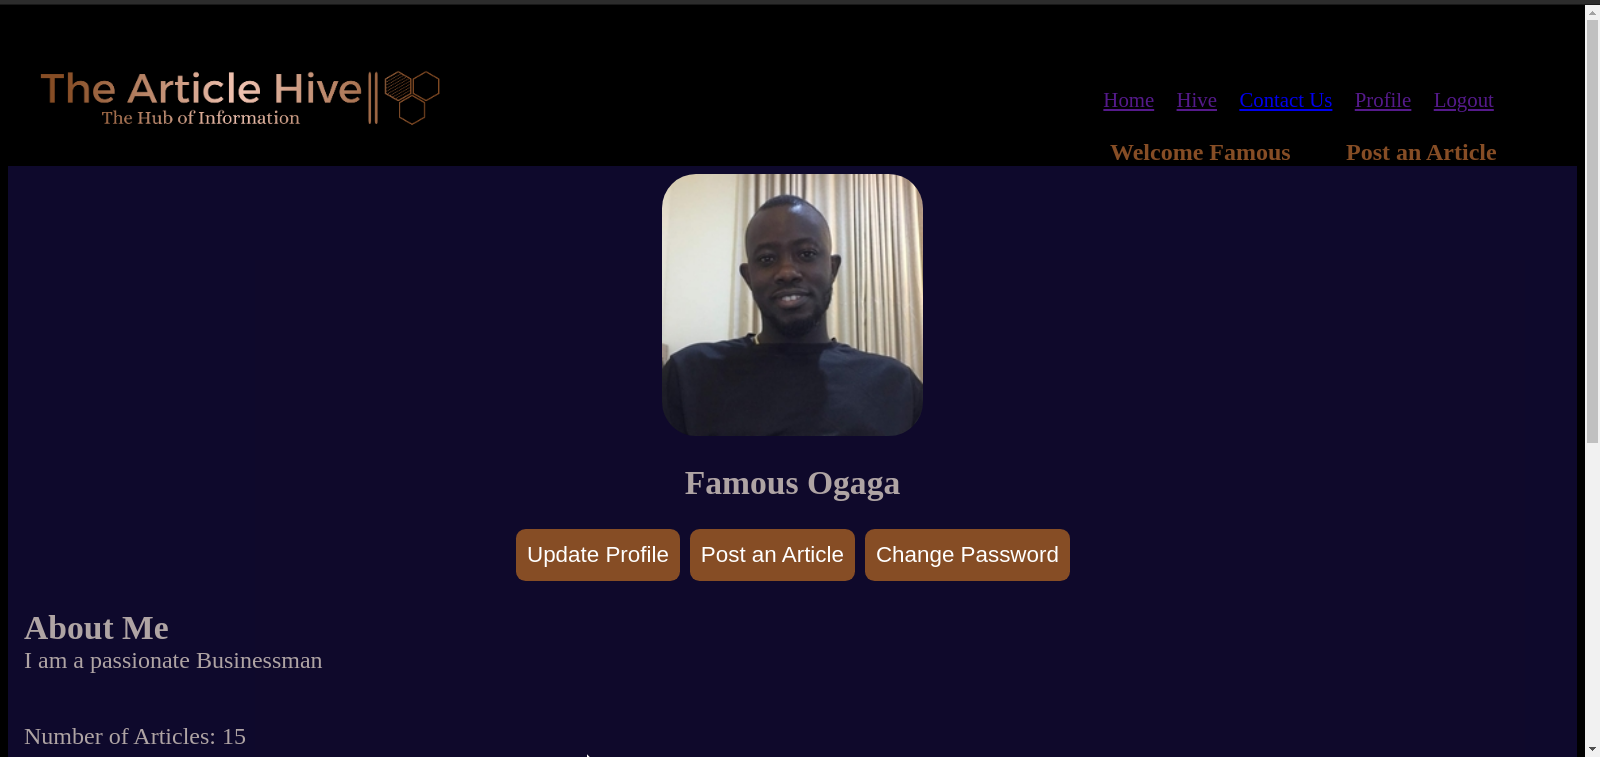 The Article Hive
The Hub of Information
Home Hive Contact Us Profile Logout
Welcome Famous Post an Article
Famous Ogaga
Update Profile Post an Article Change Password
About Me
I am a passionate Businessman
Number of Articles: 15